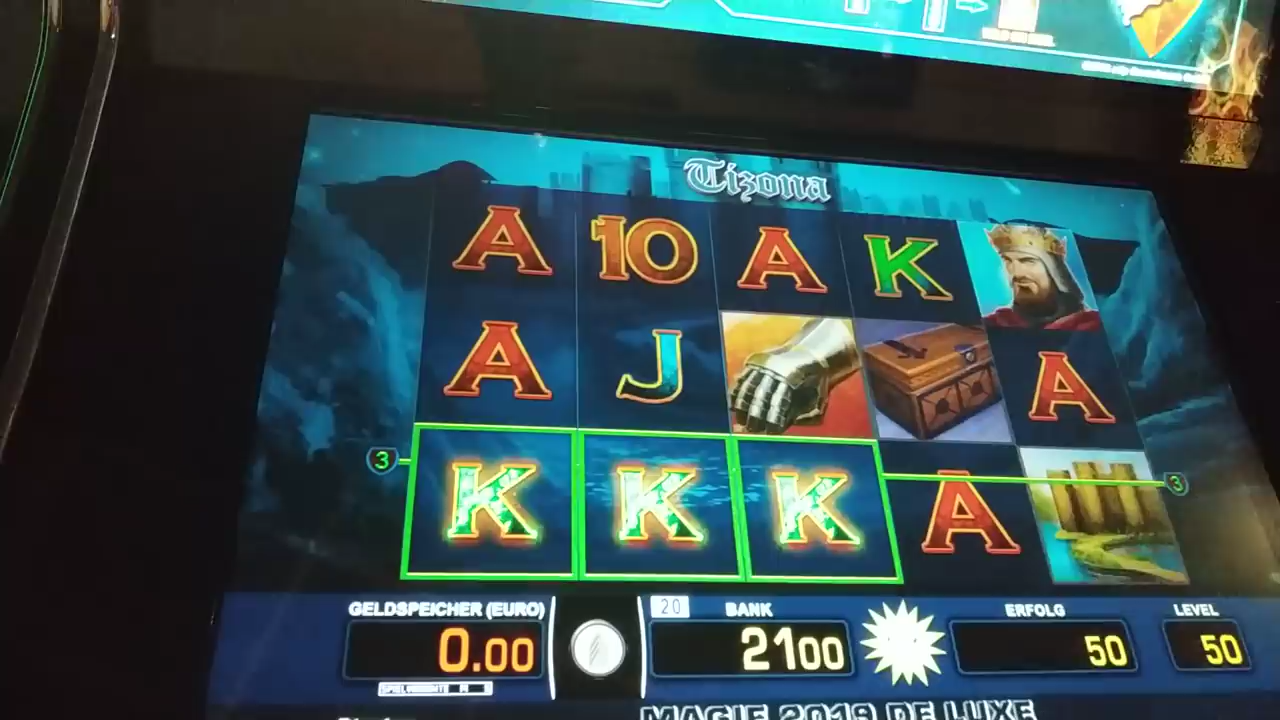 Tizona
A 10 A K
A J A
3 K K K A 3
GELDSPEICHER (EURO) 20 BANK ERFOLG LEVEL
0.00 2100 50 50
MAGIE 2019 DE LUXE